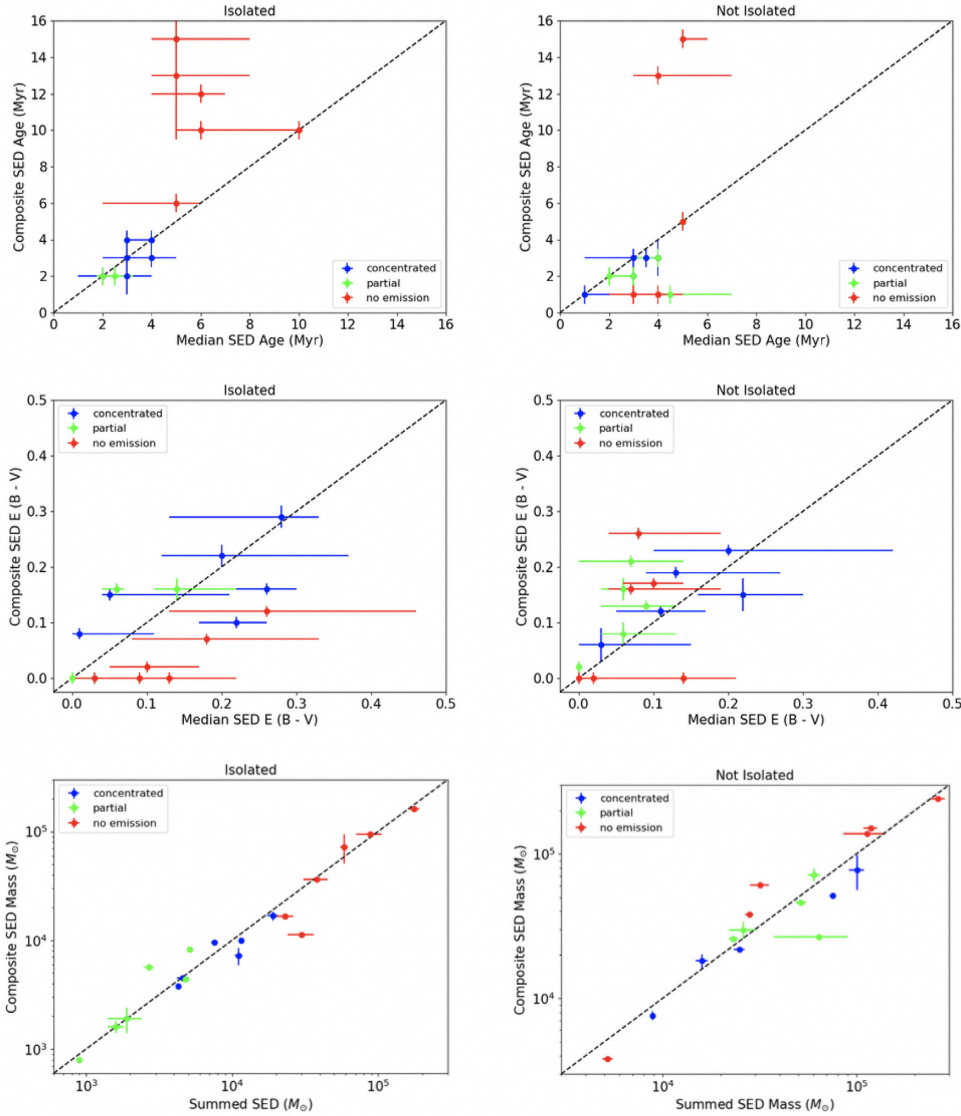 Isolated
Composite SED Age (Myr)
16
14
12
10
8
6
4
2
0
concentrated
partial
no emission
0 2 4 6 8 10 12 14 16
Median SED Age (Myr)
Not Isolated
Composite SED Age (Myr)
16
14
12
10
8
6
4
2
0
concentrated
partial
no emission
0 2 4 6 8 10 12 14 16
Median SED Age (Myr)
Isolated
Composite SED E (B - V)
0.5
0.4
0.3
0.2
0.1
0.0
concentrated
partial
no emission
0.0 0.1 0.2 0.3 0.4 0.5
Median SED E (B - V)
Not Isolated
Composite SED E (B - V)
0.5
0.4
0.3
0.2
0.1
0.0
concentrated
partial
no emission
0.0 0.1 0.2 0.3 0.4 0.5
Median SED E (B - V)
Isolated
Composite SED Mass (M⊙)
10⁵
10⁴
10³
concentrated
partial
no emission
10³ 10⁴ 10⁵
Summed SED (M⊙)
Not Isolated
Composite SED Mass (M⊙)
10⁵
10⁴
concentrated
partial
no emission
10⁴ 10⁵
Summed SED Mass (M⊙)